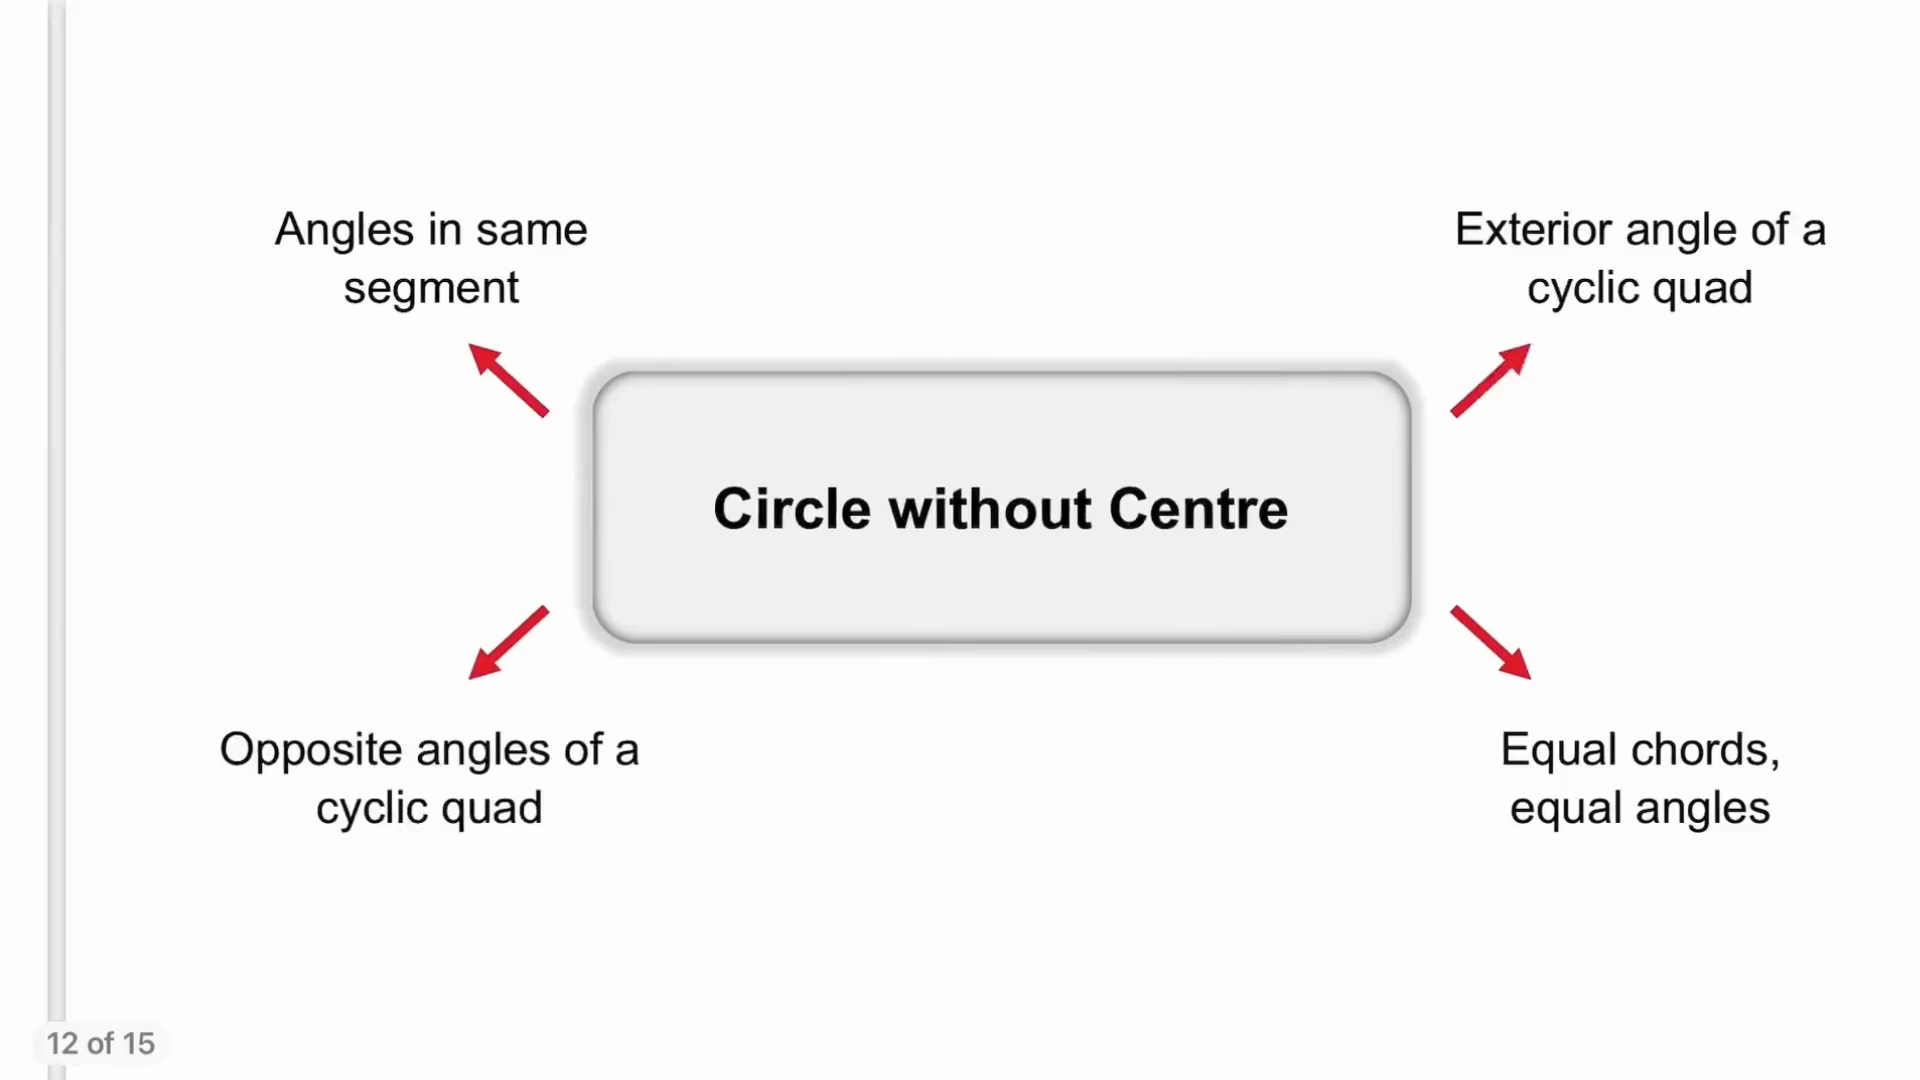 Angles in same
segment
Exterior angle of a
cyclic quad
Circle without Centre
Opposite angles of a
cyclic quad
Equal chords,
equal angles
12 of 15